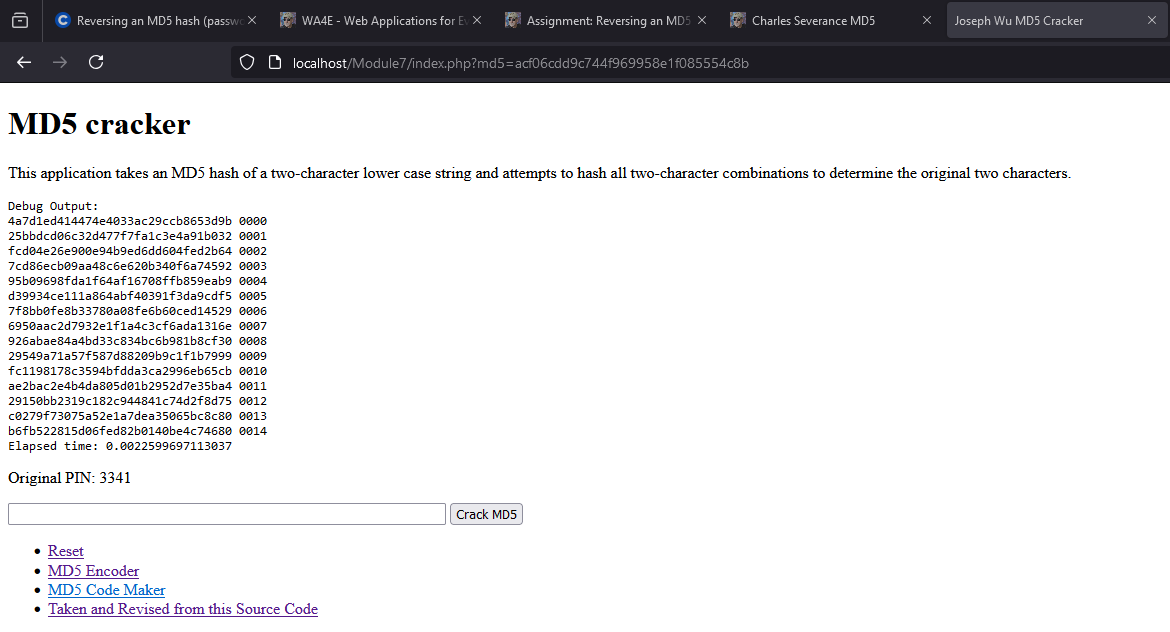 Reversing an MD5 hash (passw
WA4E - Web Applications for Ev
Assignment: Reversing an MD5
Charles Severance MD5
Joseph Wu MD5 Cracker
localhost/Module7/index.php?md5=acf06cdd9c744f969958e1f085554c8b
MD5 cracker
This application takes an MD5 hash of a two-character lower case string and attempts to hash all two-character combinations to determine the original two characters.
Debug Output:
4a7d1ed414474e4033ac29ccb8653d9b 0000
25bbdcd06c32d477f7fa1c3e4a91b032 0001
fcd04e26e900e94b9ed6dd604fed2b64 0002
7cd86ecb09aa48c6e620b340f6a74592 0003
95b09698fda1f64af16708ffb859eab9 0004
d39934ce111a864abf40391f3da9cdf5 0005
7f8bb0fe8b33780a08fe6b60ced14529 0006
6950aac2d7932e1f1a4c3cf6ada1316e 0007
926abae84a4bd33c834bc6b981b8cf30 0008
29549a71a57f587d88209b9c1f1b7999 0009
fc1198178c3594bfdda3ca2996eb65cb 0010
ae2bac2e4b4da805d01b2952d7e35ba4 0011
29150bb2319c182c944841c74d2f8d75 0012
c0279f73075a52e1a7dea35065bc8c80 0013
b6fb522815d06fed82b0140be4c74680 0014
Elapsed time: 0.0022599697113037
Original PIN: 3341
Crack MD5
Reset
MD5 Encoder
MD5 Code Maker
Taken and Revised from this Source Code